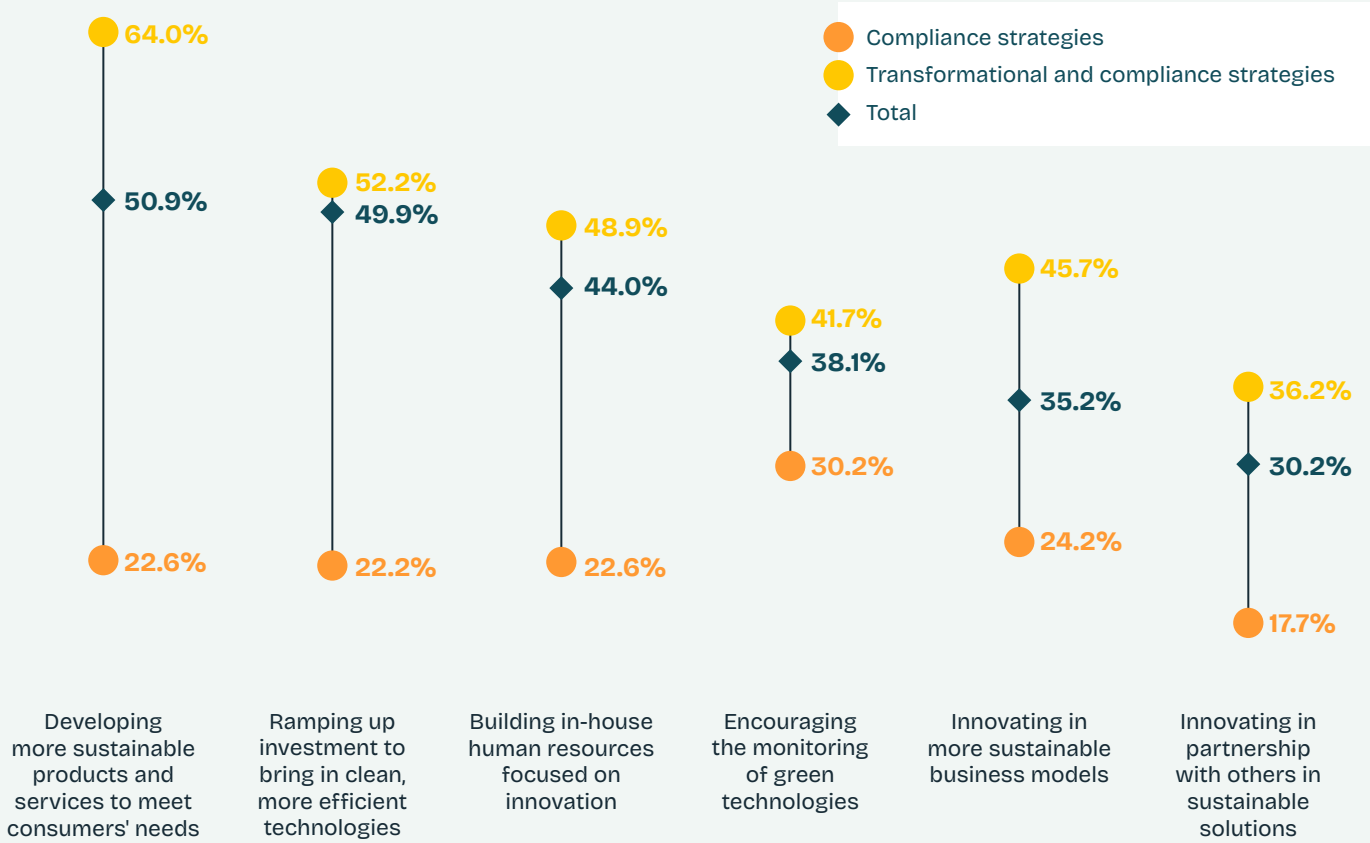 Compliance strategies
Transformational and compliance strategies
Total
64.0%
50.9%
22.6%
52.2%
49.9%
22.2%
48.9%
44.0%
22.6%
41.7%
38.1%
30.2%
45.7%
35.2%
24.2%
36.2%
30.2%
17.7%
Developing
more sustainable
products and
services to meet
consumers' needs
Ramping up
investment to
bring in clean,
more efficient
technologies
Building in-house
human resources
focused on
innovation
Encouraging
the monitoring
of green
technologies
Innovating in
more sustainable
business models
Innovating in
partnership
with others in
sustainable
solutions